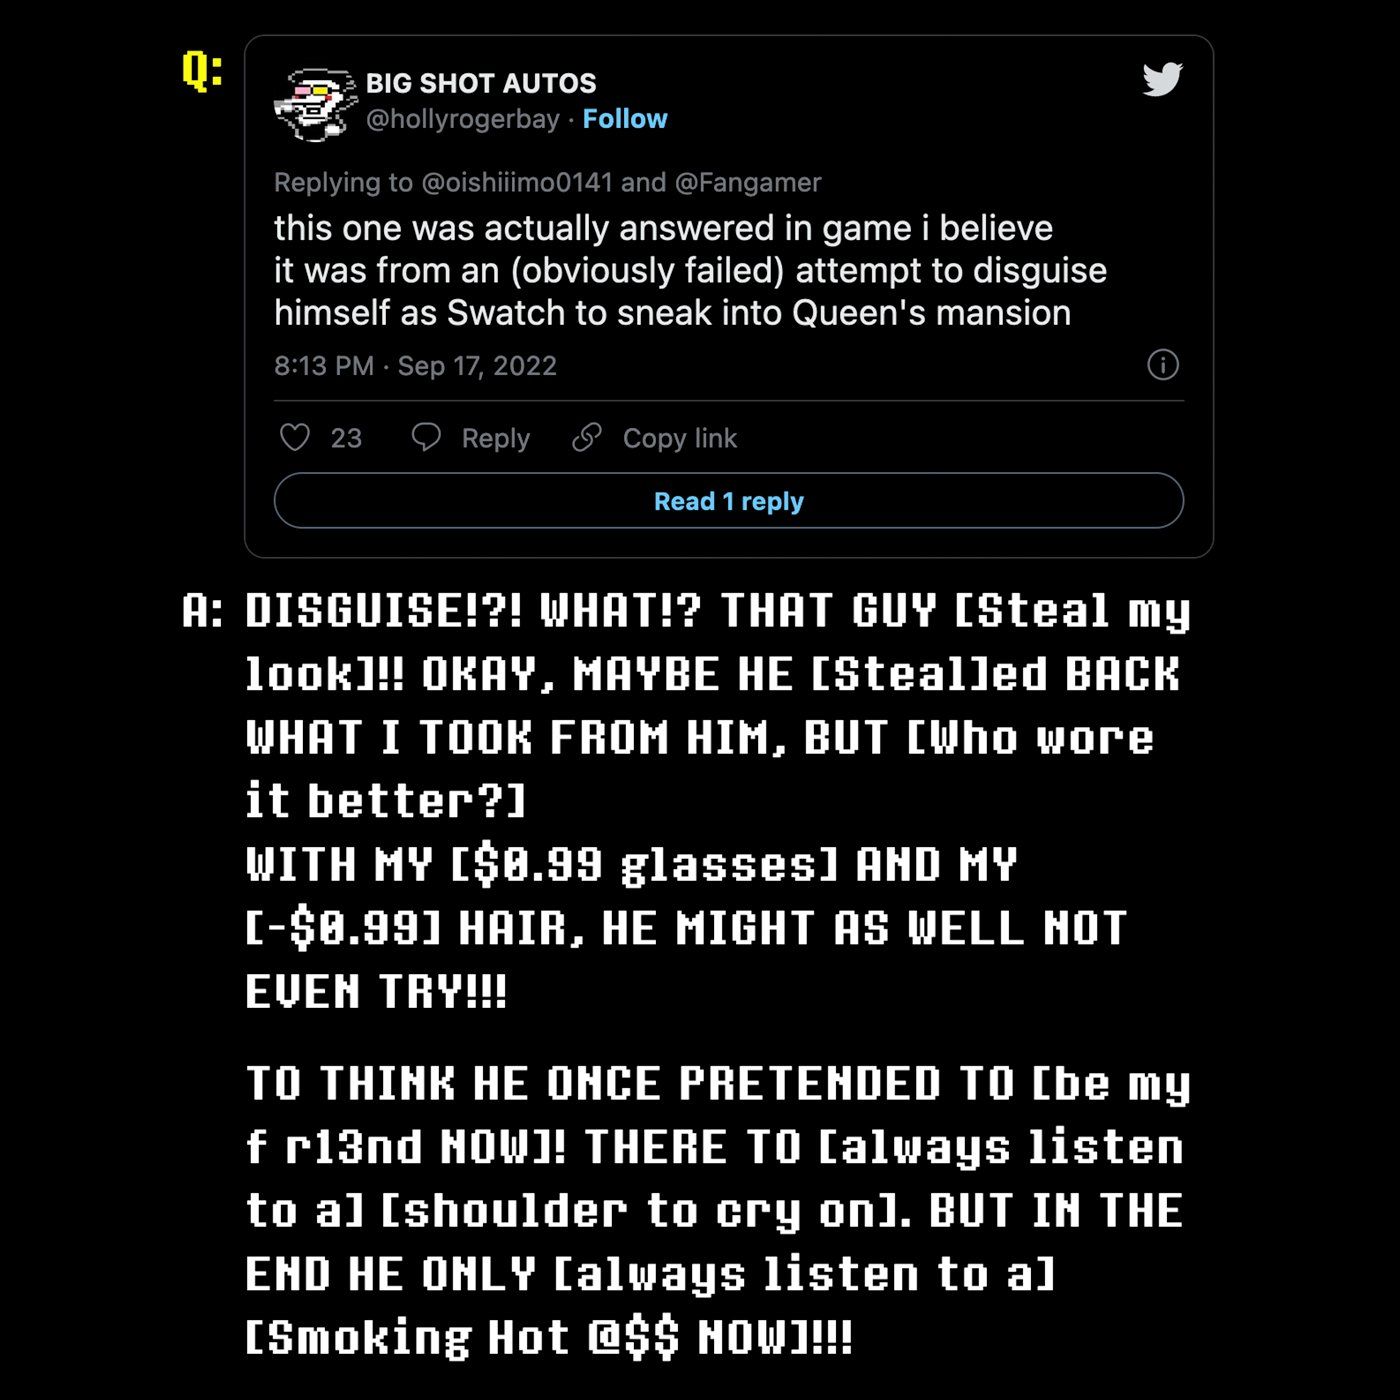 Q:
BIG SHOT AUTOS
@hollyrogerbay · Follow
Replying to @oishiiimo0141 and @Fangamer
this one was actually answered in game i believe
it was from an (obviously failed) attempt to disguise
himself as Swatch to sneak into Queen's mansion
8:13 PM · Sep 17, 2022
23 Reply Copy link
Read 1 reply
A: DISGUISE!?! WHAT!? THAT GUY [Steal my
look]!! OKAY, MAYBE HE [Steal]ed BACK
WHAT I TOOK FROM HIM, BUT [Who wore
it better?]
WITH MY [$0.99 glasses] AND MY
[-$0.99] HAIR, HE MIGHT AS WELL NOT
EVEN TRY!!!
TO THINK HE ONCE PRETENDED TO [be my
f r13nd NOW]! THERE TO [always listen
to a] [shoulder to cry on]. BUT IN THE
END HE ONLY [always listen to a]
[Smoking Hot @$$ NOW]!!!